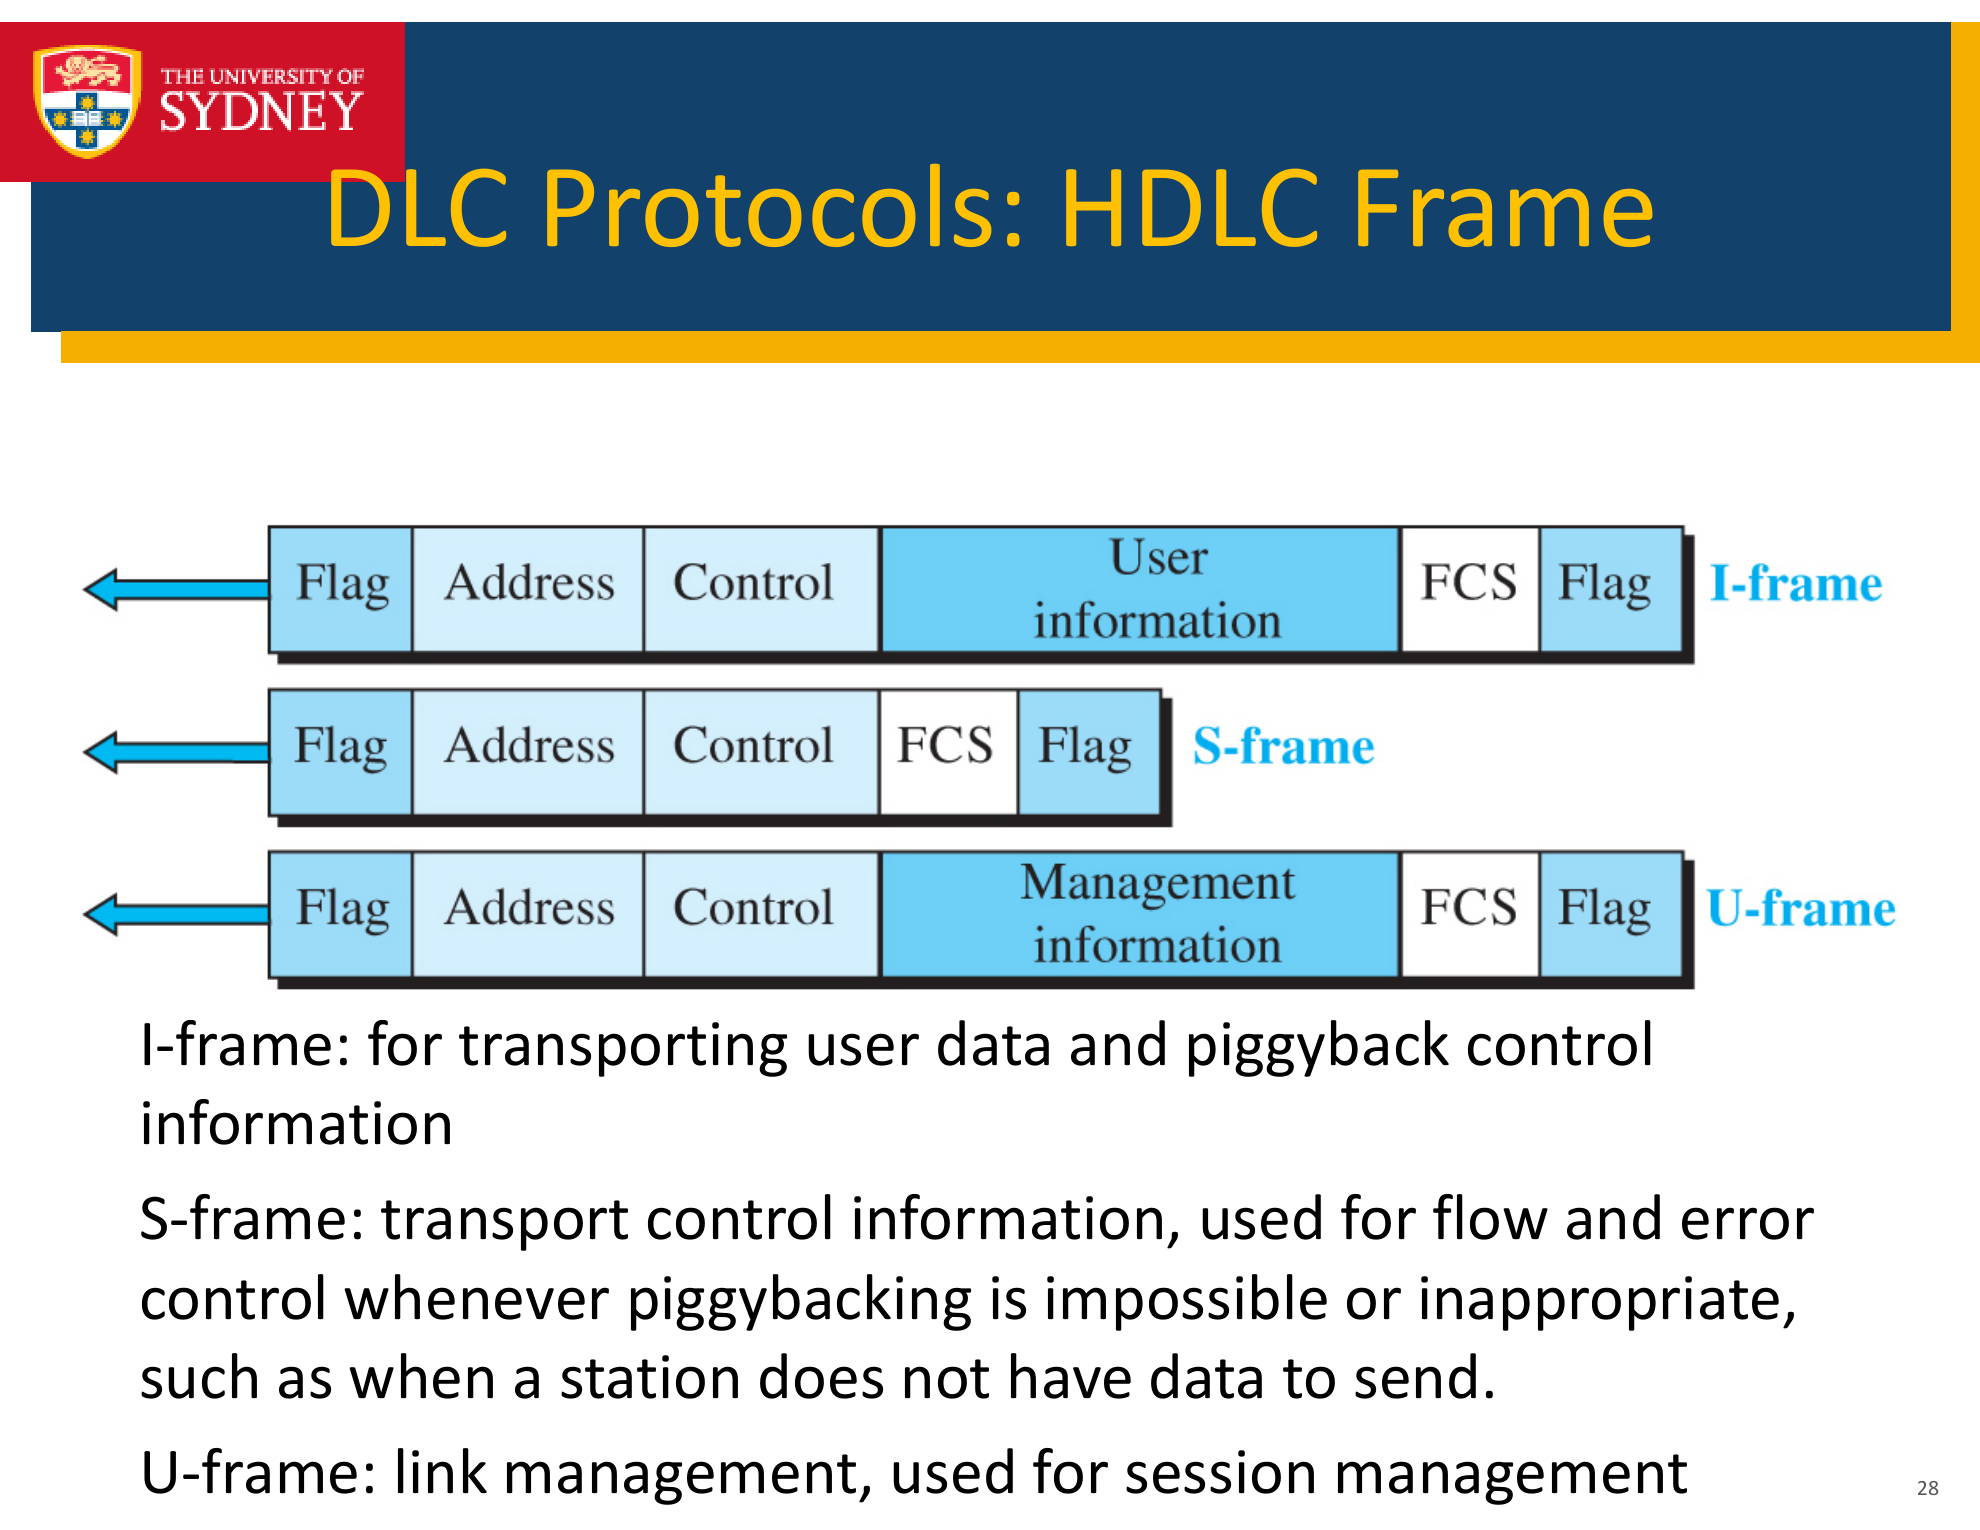 THE UNIVERSITY OF
SYDNEY
DLC Protocols: HDLC Frame
Flag Address Control User information FCS Flag I-frame
Flag Address Control FCS Flag S-frame
Flag Address Control Management information FCS Flag U-frame
I-frame: for transporting user data and piggyback control
information
S-frame: transport control information, used for flow and error
control whenever piggybacking is impossible or inappropriate,
such as when a station does not have data to send.
U-frame: link management, used for session management
28